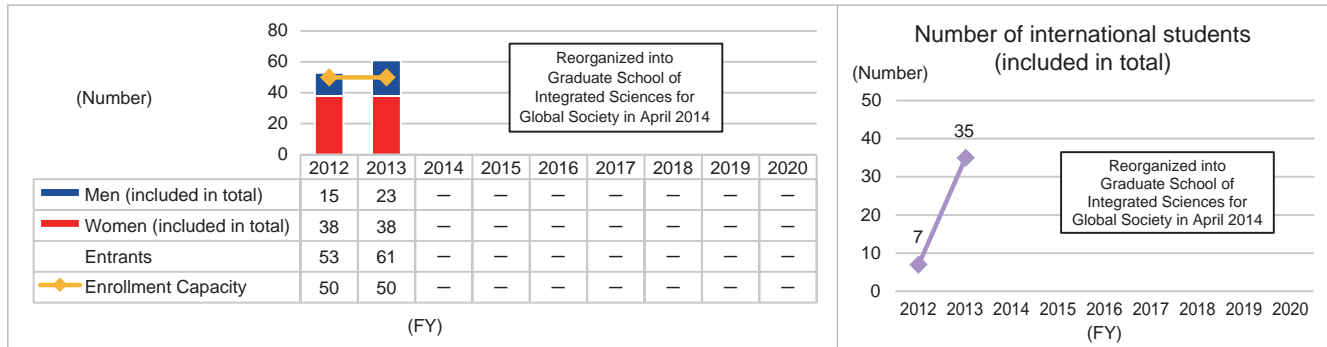 (Number)
80
60
40
20
0
Reorganized into
Graduate School of
Integrated Sciences for
Global Society in April 2014
2012 2013 2014 2015 2016 2017 2018 2019 2020
Men (included in total) 15 23 — — — — — — —
Women (included in total) 38 38 — — — — — — —
Entrants 53 61 — — — — — — —
Enrollment Capacity 50 50 — — — — — — —
(FY)
Number of international students
(included in total)
(Number)
50
40
30
20
10
0
35
7
Reorganized into
Graduate School of
Integrated Sciences for
Global Society in April 2014
2012 2013 2014 2015 2016 2017 2018 2019 2020
(FY)